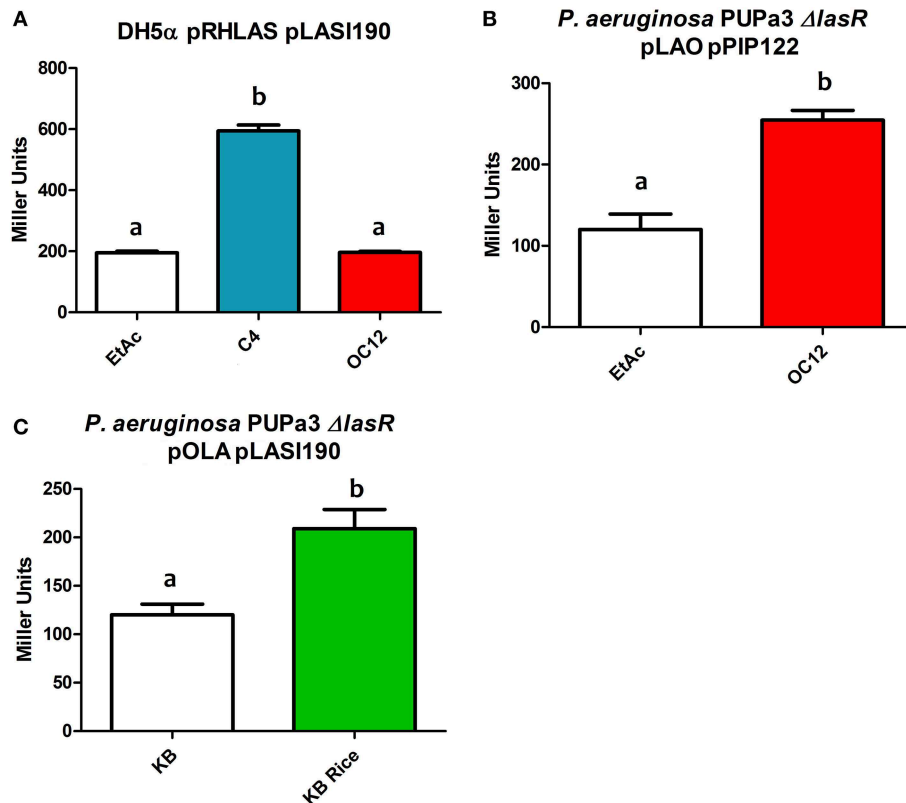 A
DH5α pRHLAS pLASI190
Miller Units
800
600
400
200
0
a
b
a
EtAc
C4
OC12
B
P. aeruginosa PUPa3 ΔlasR
pLAO pPIP122
Miller Units
300
200
100
0
a
b
EtAc
OC12
C
P. aeruginosa PUPa3 ΔlasR
pOLA pLASI190
Miller Units
250
200
150
100
50
0
a
b
KB
KB Rice